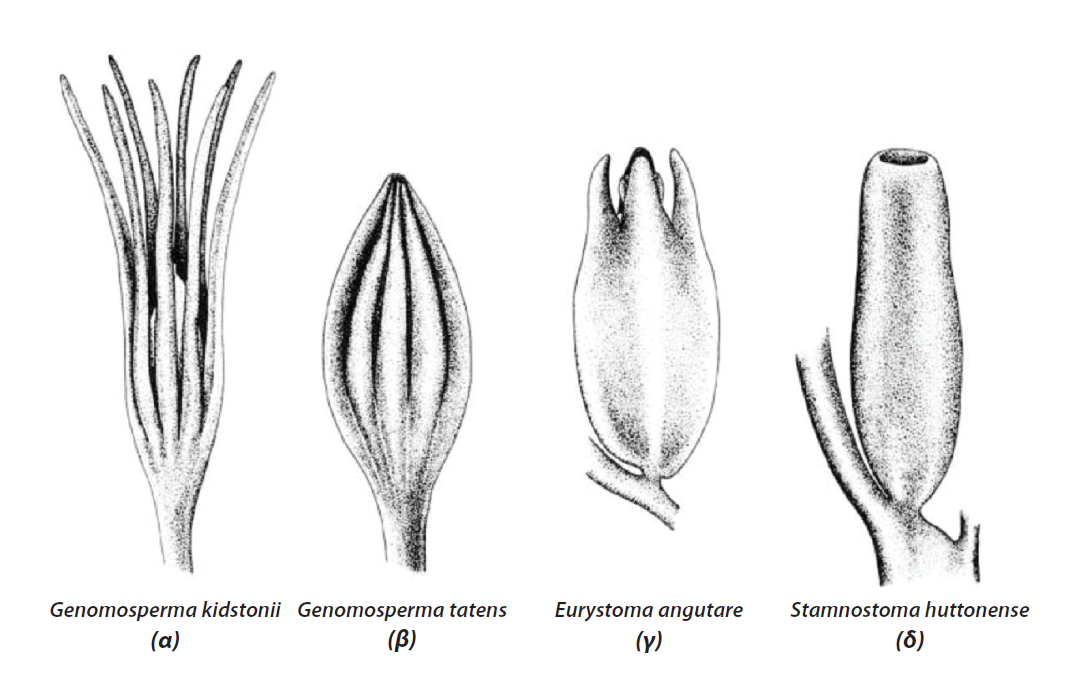 Genomosperma kidstonii Genomosperma tatens Eurystoma angutare Stamnostoma huttonense
(α) (β) (γ) (δ)